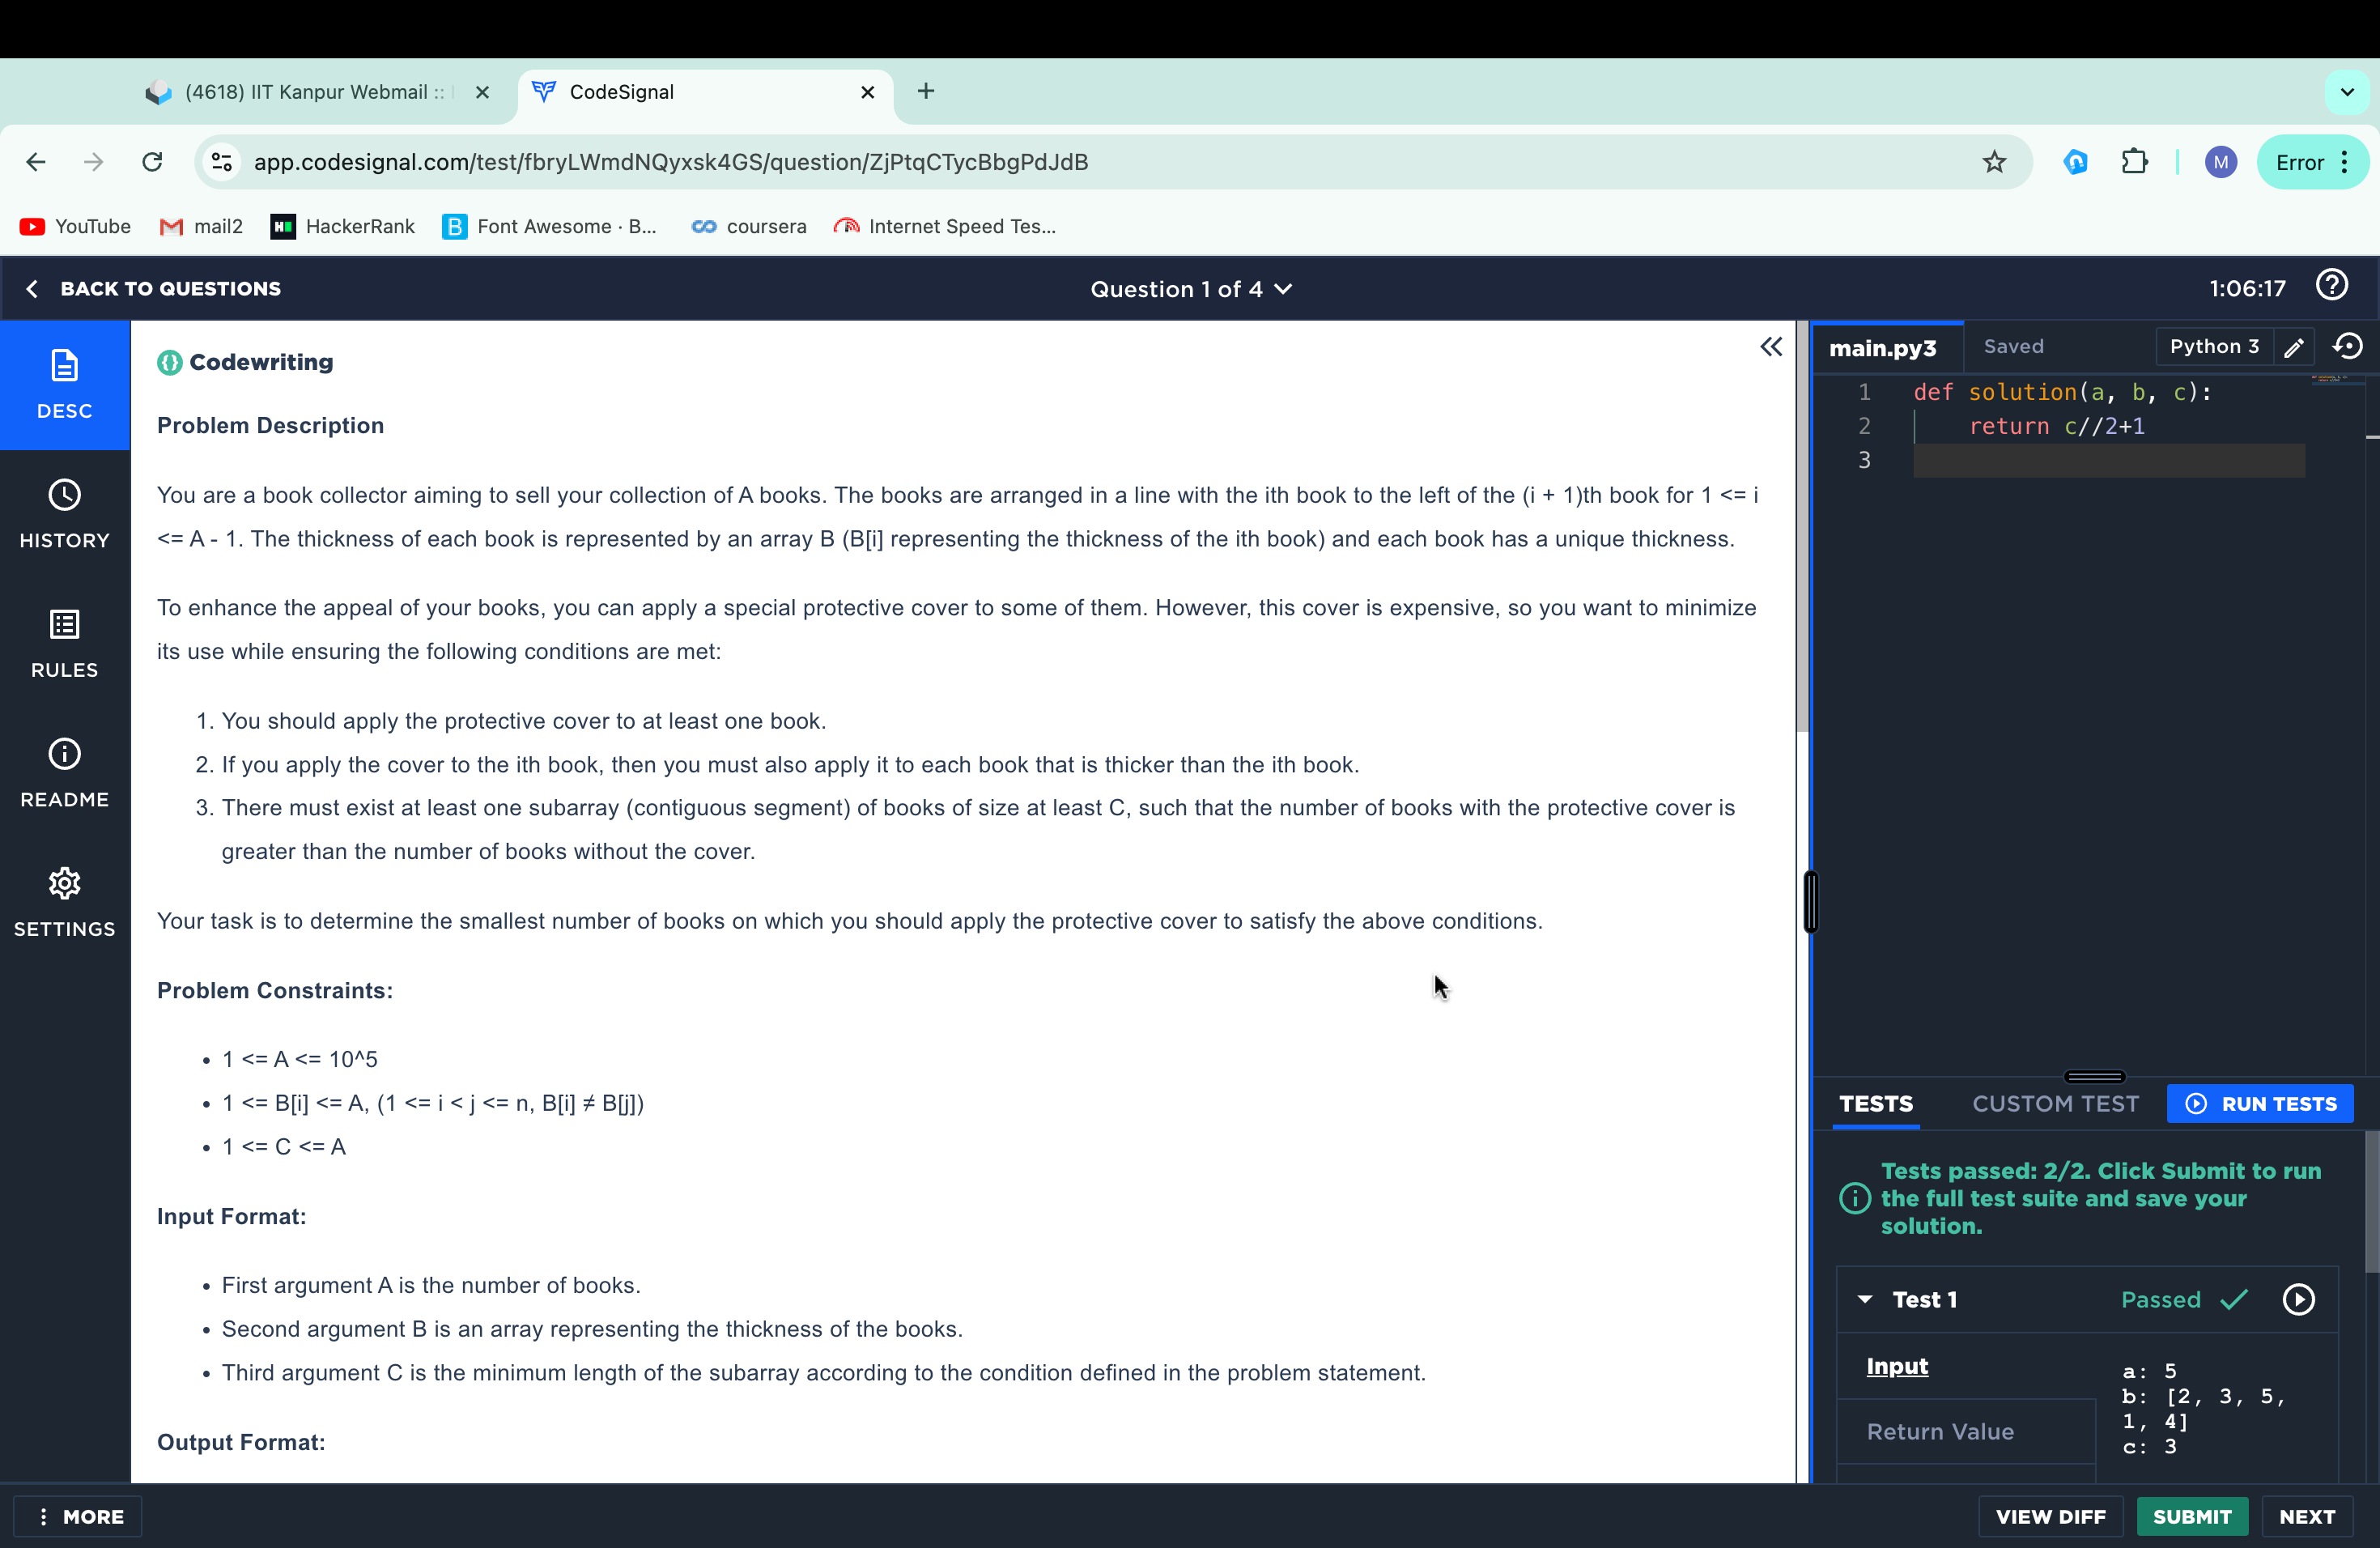 (4618) IIT Kanpur Webmail ::
CodeSignal
app.codesignal.com/test/fbryLWmdNQyxsk4GS/question/ZjPtqCTycBbgPdJdB
M
Error
YouTube
mail2
HackerRank
Font Awesome · B...
coursera
Internet Speed Tes...
BACK TO QUESTIONS
Question 1 of 4
1:06:17
DESC
HISTORY
RULES
README
SETTINGS
Codewriting
Problem Description
You are a book collector aiming to sell your collection of A books. The books are arranged in a line with the ith book to the left of the (i + 1)th book for 1 <= i
<= A - 1. The thickness of each book is represented by an array B (B[i] representing the thickness of the ith book) and each book has a unique thickness.
To enhance the appeal of your books, you can apply a special protective cover to some of them. However, this cover is expensive, so you want to minimize
its use while ensuring the following conditions are met:
1. You should apply the protective cover to at least one book.
2. If you apply the cover to the ith book, then you must also apply it to each book that is thicker than the ith book.
3. There must exist at least one subarray (contiguous segment) of books of size at least C, such that the number of books with the protective cover is
greater than the number of books without the cover.
Your task is to determine the smallest number of books on which you should apply the protective cover to satisfy the above conditions.
Problem Constraints:
• 1 <= A <= 10^5
• 1 <= B[i] <= A, (1 <= i < j <= n, B[i] ≠ B[j])
• 1 <= C <= A
Input Format:
• First argument A is the number of books.
• Second argument B is an array representing the thickness of the books.
• Third argument C is the minimum length of the subarray according to the condition defined in the problem statement.
Output Format:
main.py3
Saved
Python 3
1 def solution(a, b, c):
2 return c//2+1
3
TESTS
CUSTOM TEST
RUN TESTS
Tests passed: 2/2. Click Submit to run
the full test suite and save your
solution.
Test 1
Passed
Input
Return Value
a: 5
b: [2, 3, 5,
1, 4]
c: 3
MORE
VIEW DIFF
SUBMIT
NEXT